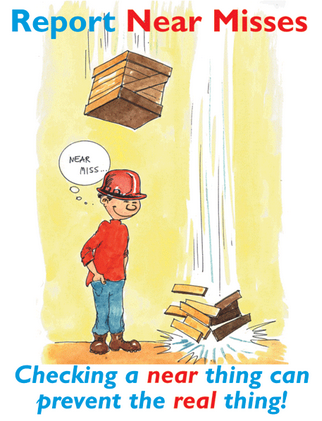 Report Near Misses
NEAR
MISS...
Checking a near thing can
prevent the real thing!